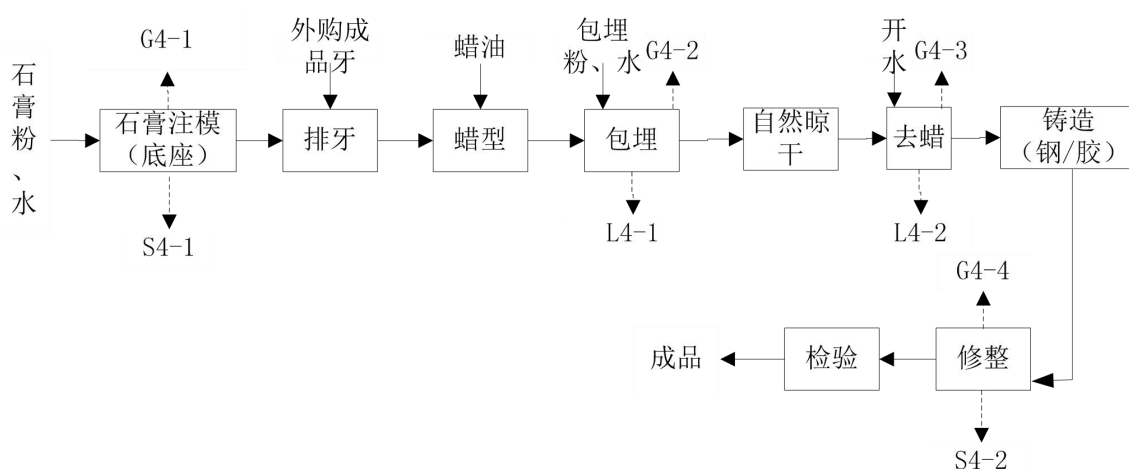 石膏粉、水
G4-1
石膏注模
（底座）
S4-1
外购成
品牙
排牙
蜡油
蜡型
包埋
粉、水
G4-2
包埋
L4-1
自然晾
干
开
水
G4-3
去蜡
L4-2
铸造
（钢/胶）
G4-4
修整
S4-2
检验
成品